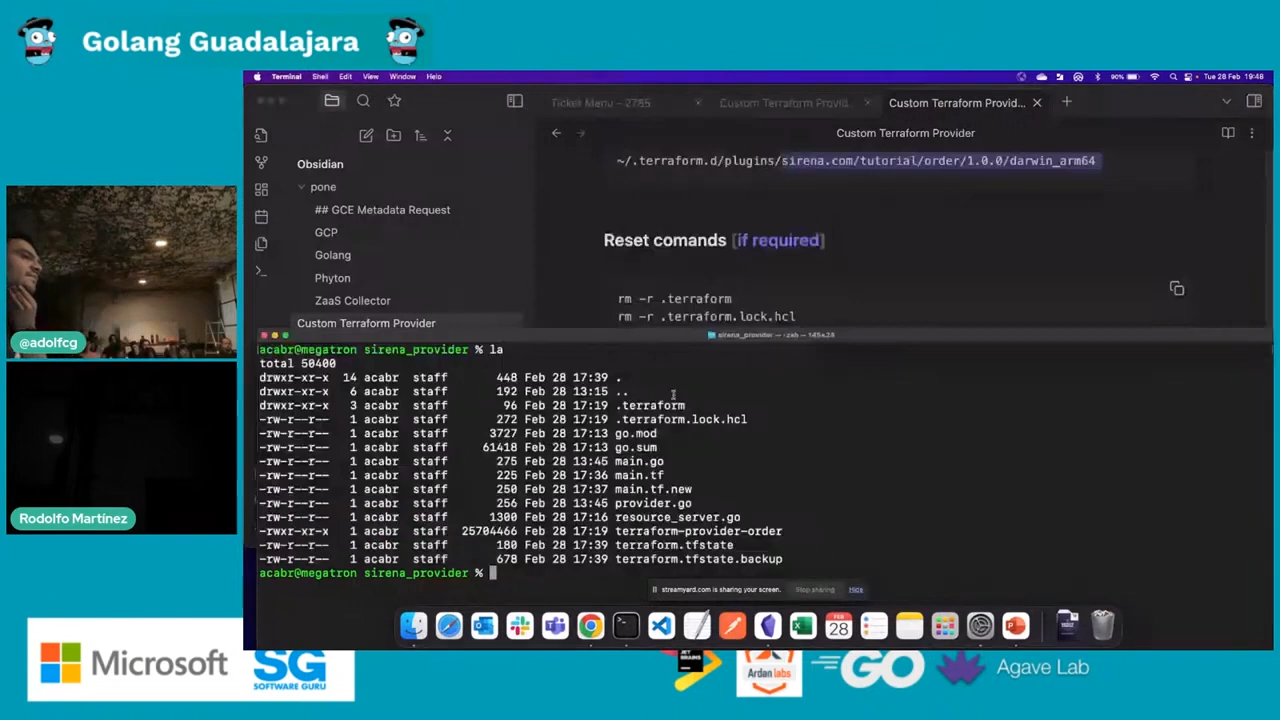 Golang Guadalajara
Terminal Shell Edit View Window Help
90% Tue 28 Feb 19:48
Ticket Menu - 2785
Custom Terraform Provid...
Custom Terraform Provid...
Custom Terraform Provider
Obsidian
pone
## GCE Metadata Request
GCP
Golang
Phyton
ZaaS Collector
Custom Terraform Provider
~/.terraform.d/plugins/sirena.com/tutorial/order/1.0.0/darwin_arm64
Reset comands [if required]
rm -r .terraform
rm -r .terraform.lock.hcl
sirena_provider — -zsh — 145x28
acabr@megatron sirena_provider % la
total 50400
drwxr-xr-x 14 acabr staff 448 Feb 28 17:39 .
drwxr-xr-x 6 acabr staff 192 Feb 28 13:15 ..
drwxr-xr-x 3 acabr staff 96 Feb 28 17:19 .terraform
-rw-r--r-- 1 acabr staff 272 Feb 28 17:19 .terraform.lock.hcl
-rw-r--r-- 1 acabr staff 3727 Feb 28 17:13 go.mod
-rw-r--r-- 1 acabr staff 61418 Feb 28 17:13 go.sum
-rw-r--r-- 1 acabr staff 275 Feb 28 13:45 main.go
-rw-r--r-- 1 acabr staff 225 Feb 28 17:36 main.tf
-rw-r--r-- 1 acabr staff 250 Feb 28 17:37 main.tf.new
-rw-r--r-- 1 acabr staff 256 Feb 28 13:45 provider.go
-rw-r--r-- 1 acabr staff 1300 Feb 28 17:16 resource_server.go
-rwxr-xr-x 1 acabr staff 25704466 Feb 28 17:19 terraform-provider-order
-rw-r--r-- 1 acabr staff 180 Feb 28 17:39 terraform.tfstate
-rw-r--r-- 1 acabr staff 678 Feb 28 17:39 terraform.tfstate.backup
acabr@megatron sirena_provider %
streamyard.com is sharing your screen. Stop sharing Hide
FEB
28
@adolfcg
Rodolfo Martínez
Microsoft
SG
SOFTWARE GURU
JET BRAINS
Ardan labs
GO
Agave Lab